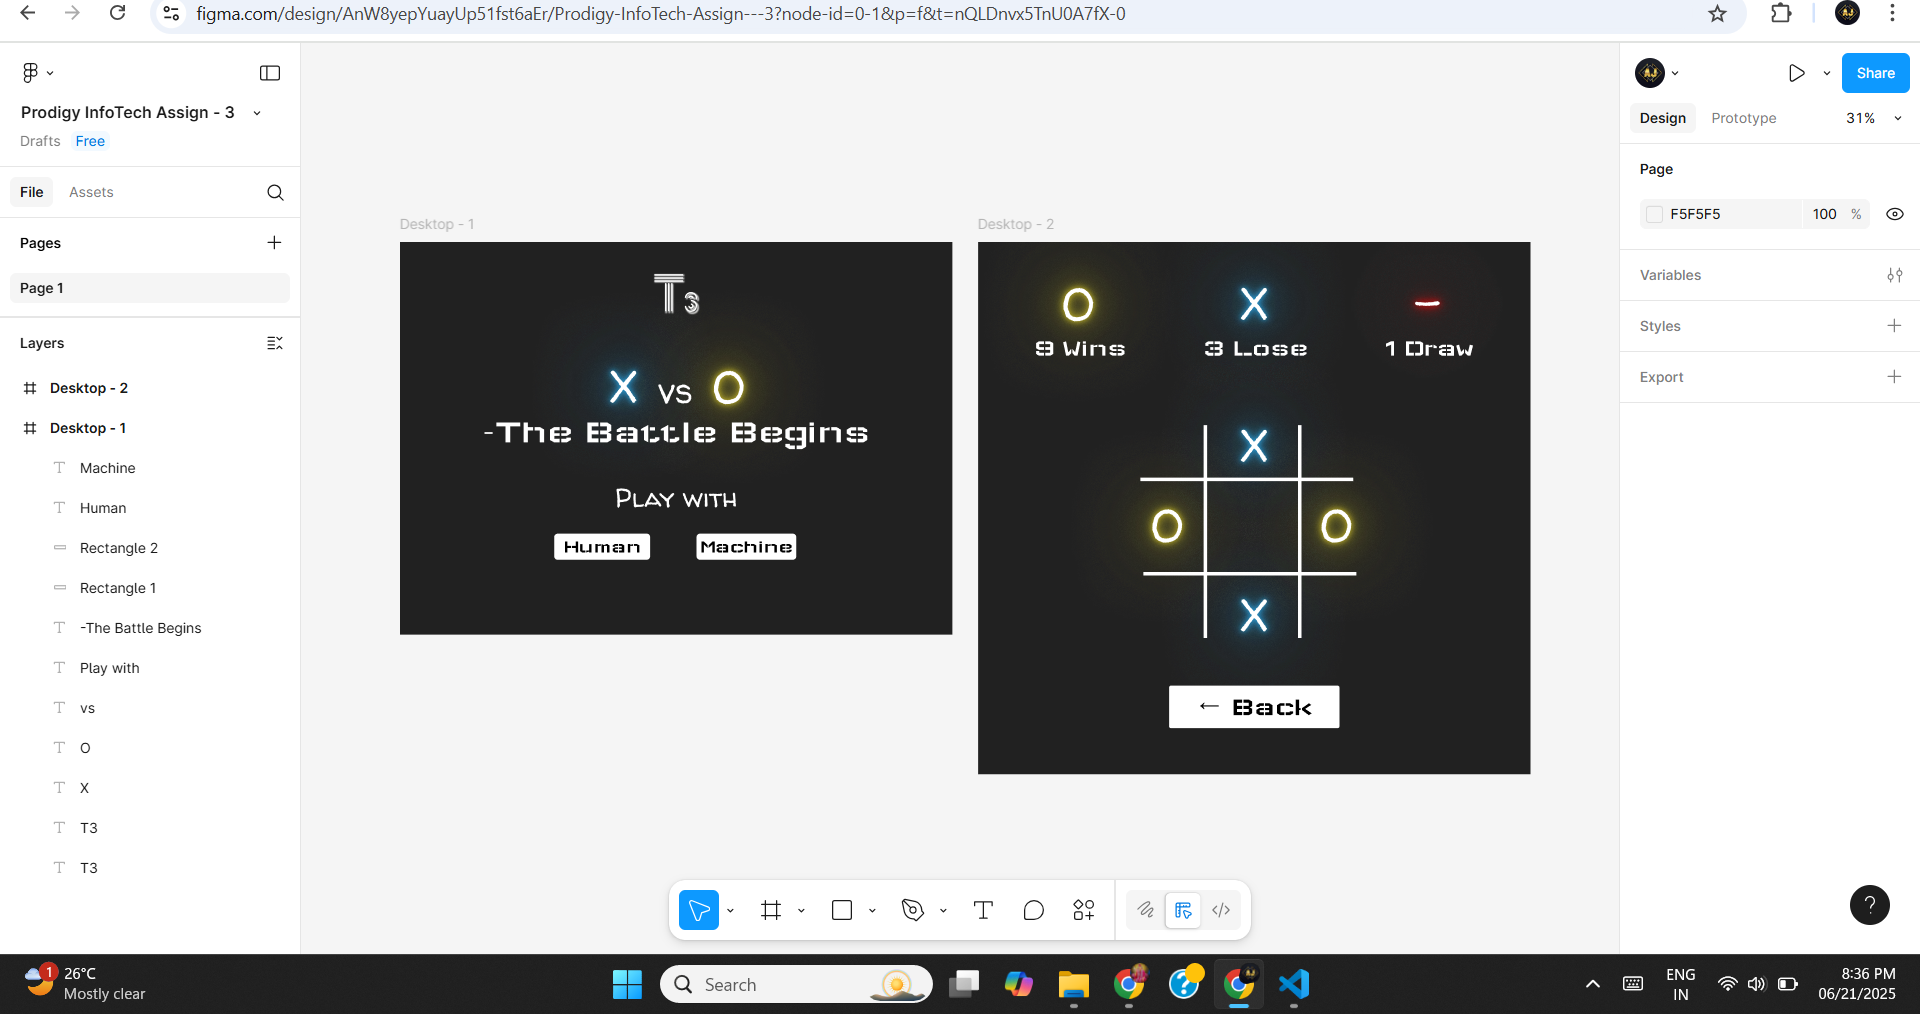 figma.com/design/AnW8yepYuayUp51fst6aEr/Prodigy-InfoTech-Assign---3?node-id=0-1&p=f&t=nQLDnvx5TnU0A7fX-0
Prodigy InfoTech Assign - 3
Drafts Free
File Assets
Pages
Page 1
Layers
Desktop - 2
Desktop - 1
Machine
Human
Rectangle 2
Rectangle 1
-The Battle Begins
Play with
vs
O
X
T3
T3
Desktop - 1
T3
X vs O
-The Battle Begins
Play with
Human Machine
Desktop - 2
O X –
9 Wins 3 Lose 1 Draw
X
O O
X
← Back
Share
Design Prototype 31%
Page
F5F5F5 100 %
Variables
Styles
Export
?
1
26°C
Mostly clear
Search
ENG
IN
8:36 PM
06/21/2025